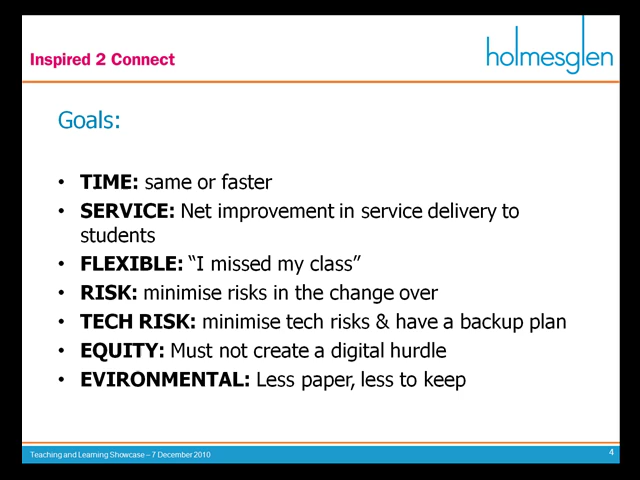 Inspired 2 Connect
holmesglen
Goals:
• TIME: same or faster
• SERVICE: Net improvement in service delivery to
students
• FLEXIBLE: “I missed my class”
• RISK: minimise risks in the change over
• TECH RISK: minimise tech risks & have a backup plan
• EQUITY: Must not create a digital hurdle
• EVIRONMENTAL: Less paper, less to keep
Teaching and Learning Showcase – 7 December 2010
4